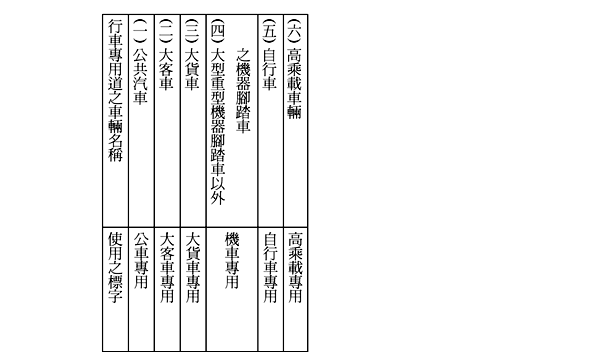 行車專用道之車輛名稱
使用之標字
(一)公共汽車
公車專用
(二)大客車
大客車專用
(三)大貨車
大貨車專用
(四)大型重型機器腳踏車以外
之機器腳踏車
機車專用
(五)自行車
自行車專用
(六)高乘載車輛
高乘載專用